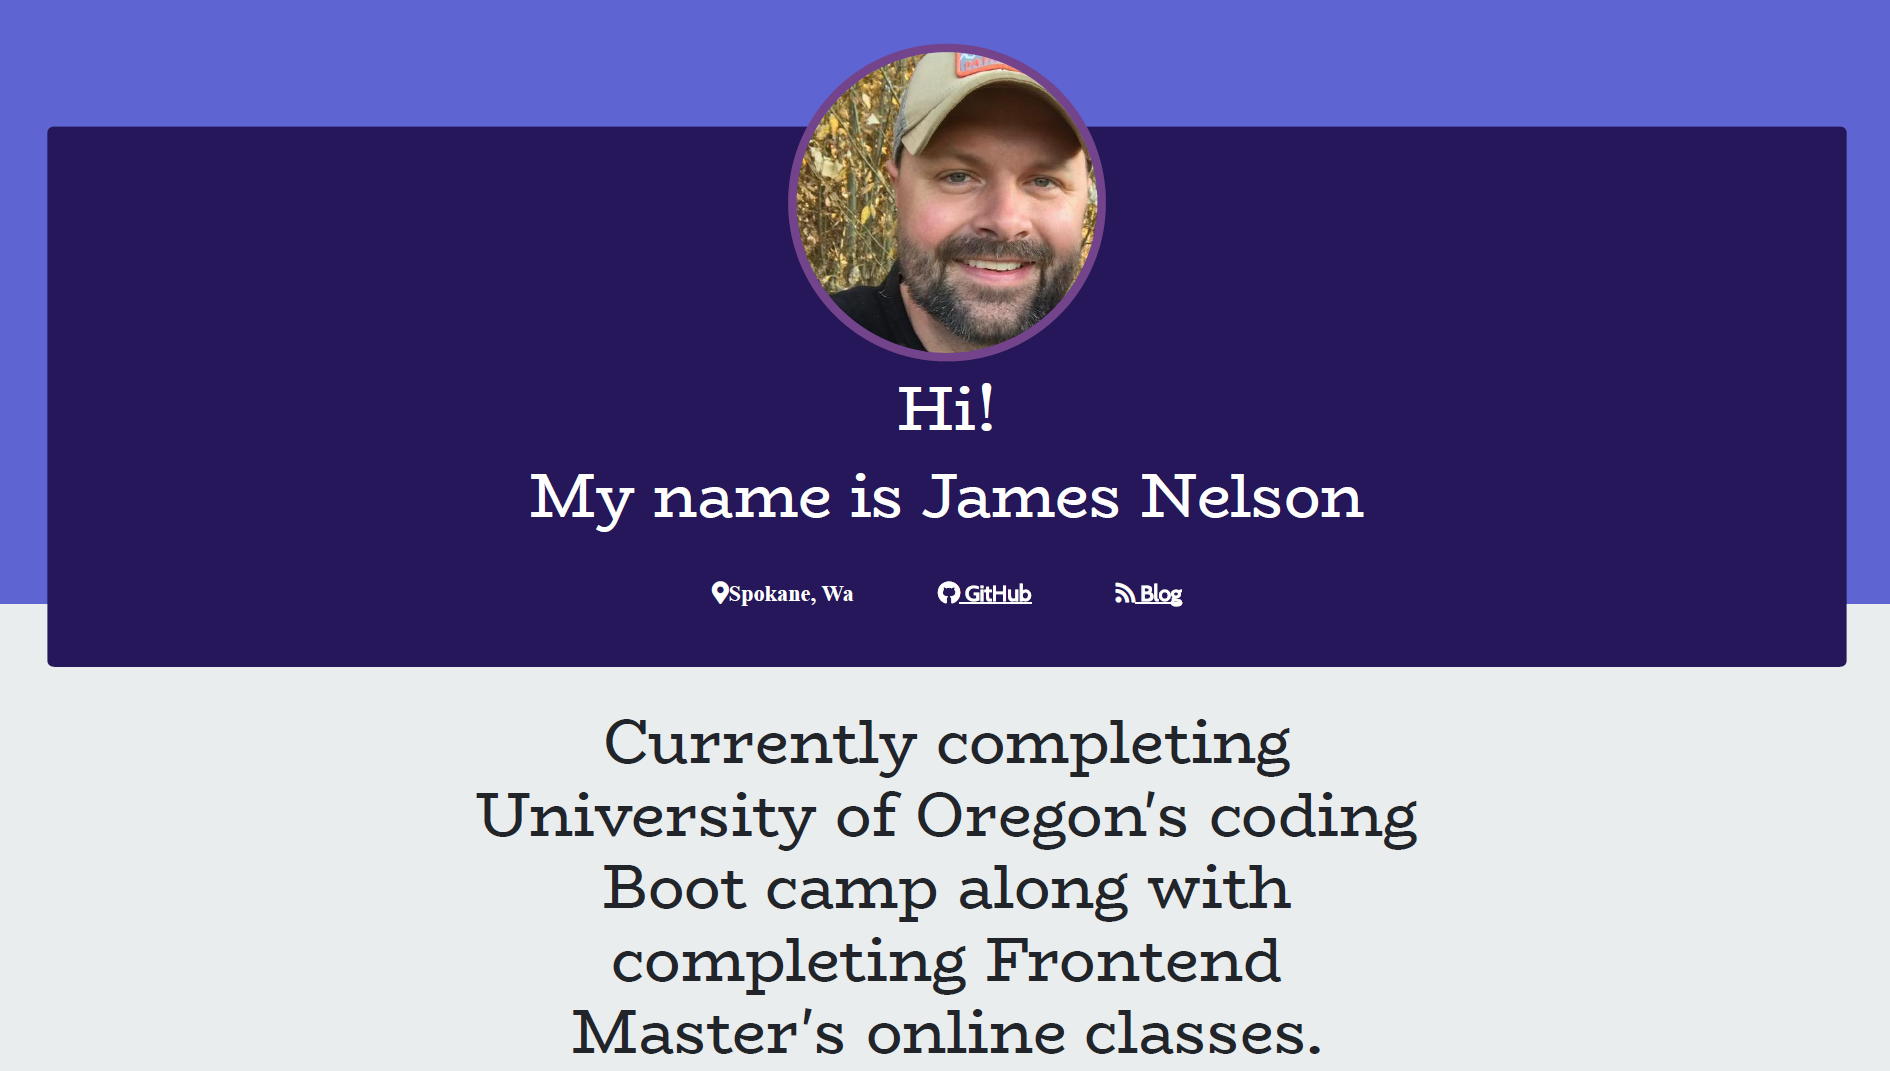 Hi!
My name is James Nelson
Spokane, Wa GitHub Blog
Currently completing
University of Oregon's coding
Boot camp along with
completing Frontend
Master's online classes.